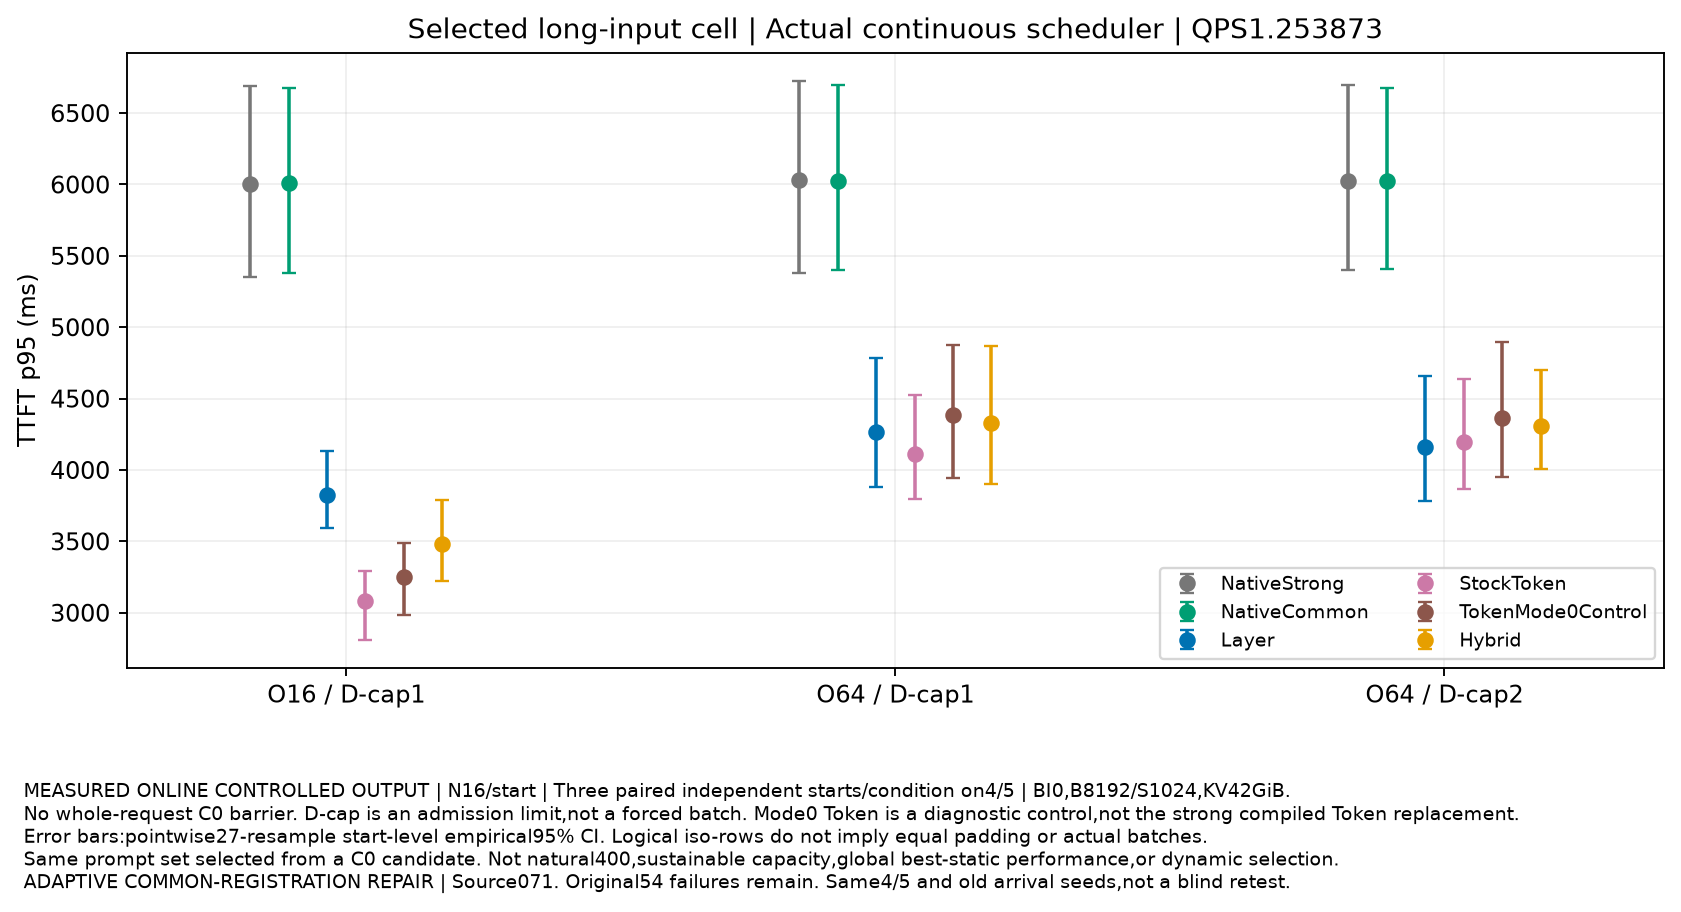 Selected long-input cell | Actual continuous scheduler | QPS1.253873
TTFT p95 (ms)
6500
6000
5500
5000
4500
4000
3500
3000
O16 / D-cap1
O64 / D-cap1
O64 / D-cap2
NativeStrong
NativeCommon
Layer
StockToken
TokenMode0Control
Hybrid
MEASURED ONLINE CONTROLLED OUTPUT | N16/start | Three paired independent starts/condition on4/5 | BI0,B8192/S1024,KV42GiB.
No whole-request C0 barrier. D-cap is an admission limit,not a forced batch. Mode0 Token is a diagnostic control,not the strong compiled Token replacement.
Error bars:pointwise27-resample start-level empirical95% CI. Logical iso-rows do not imply equal padding or actual batches.
Same prompt set selected from a C0 candidate. Not natural400,sustainable capacity,global best-static performance,or dynamic selection.
ADAPTIVE COMMON-REGISTRATION REPAIR | Source071. Original54 failures remain. Same4/5 and old arrival seeds,not a blind retest.